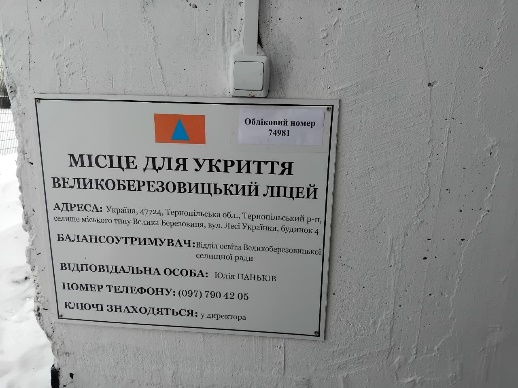 Обліковий номер
74981
МІСЦЕ ДЛЯ УКРИТТЯ
ВЕЛИКОБЕРЕЗОВИЦЬКИЙ ЛІЦЕЙ
АДРЕСА: Україна, 47724, Тернопільська обл., Тернопільський р-н,
селище міського типу Велика Березовиця, вул. Лесі Українки, будинок 4
БАЛАНСОУТРИМУВАЧ: Відділ освіти Великоберезовицької
селищної ради
ВІДПОВІДАЛЬНА ОСОБА: Юлія ПАНЬКІВ
НОМЕР ТЕЛЕФОНУ: (097) 790 42 05
КЛЮЧІ ЗНАХОДЯТЬСЯ: у директора